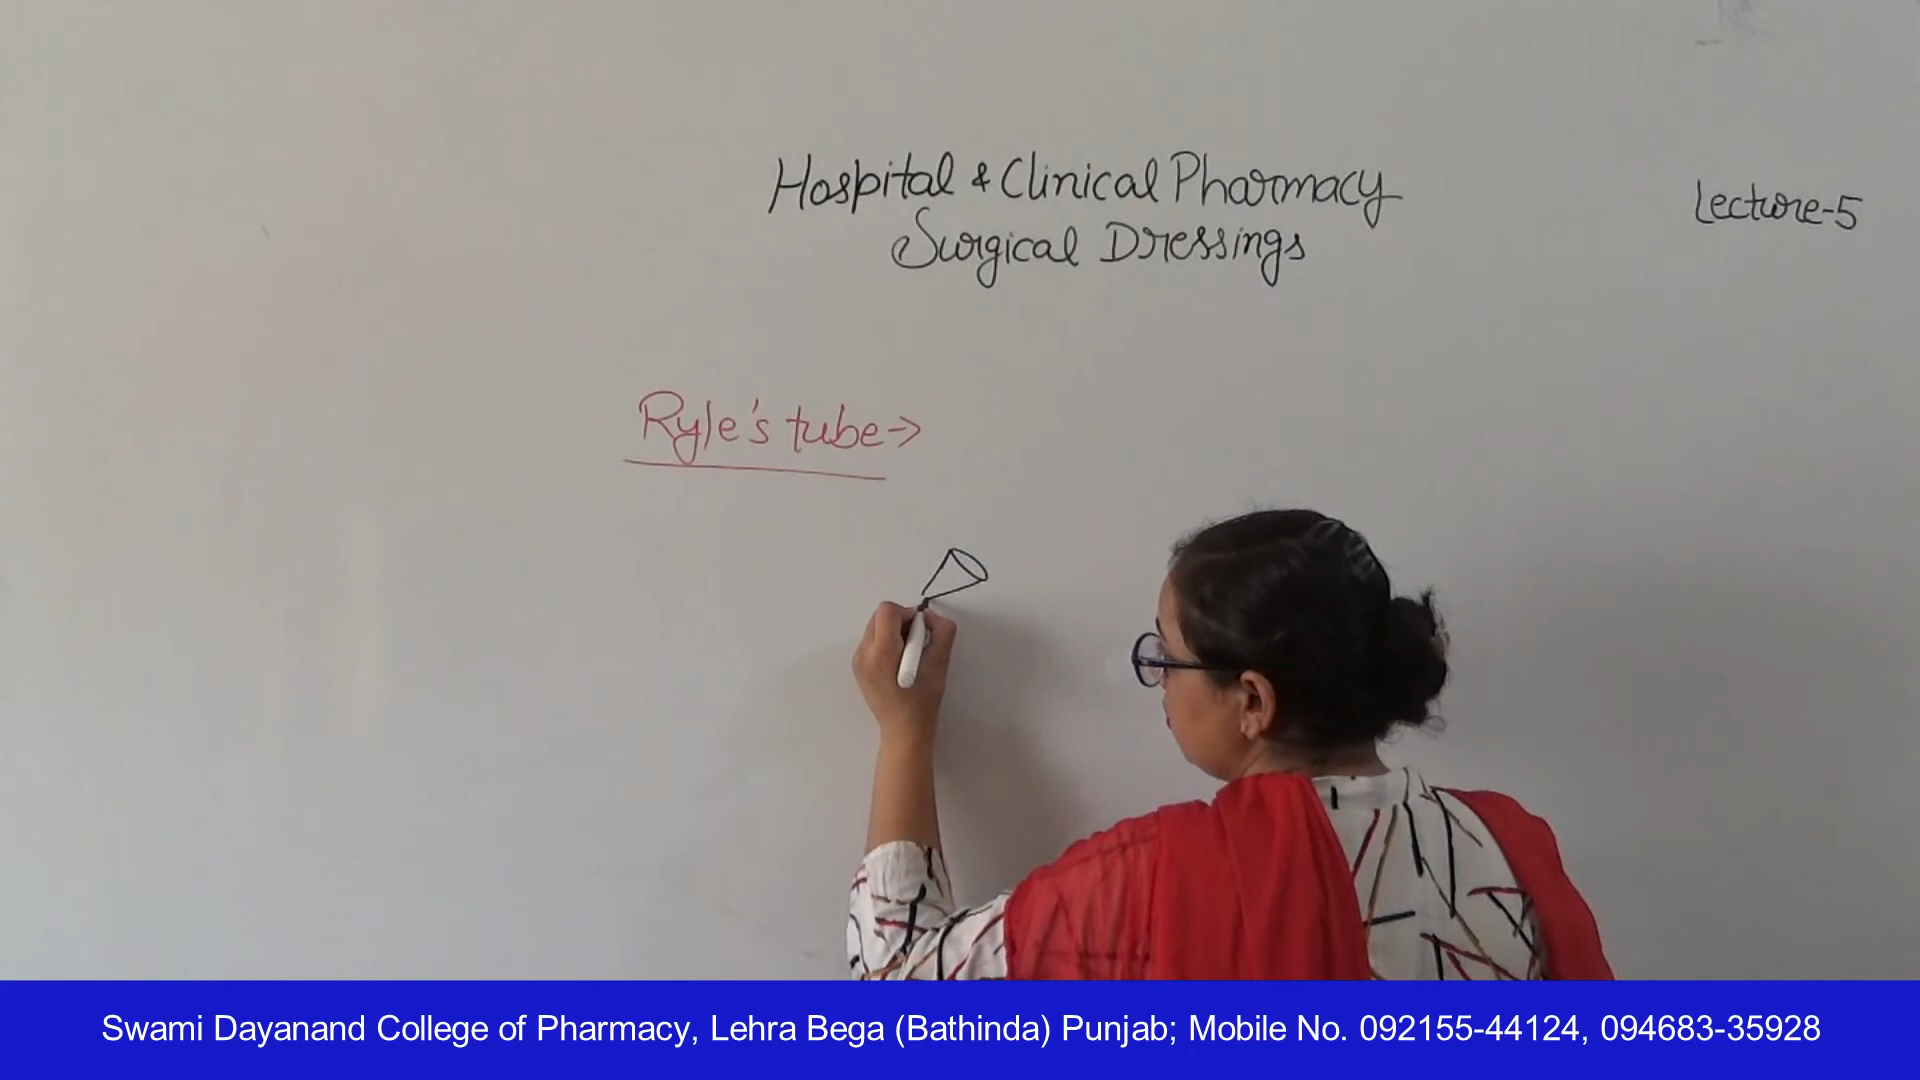 Hospital & Clinical Pharmacy
Surgical Dressings
Lecture-5
Ryle's tube->
Swami Dayanand College of Pharmacy, Lehra Bega (Bathinda) Punjab; Mobile No. 092155-44124, 094683-35928